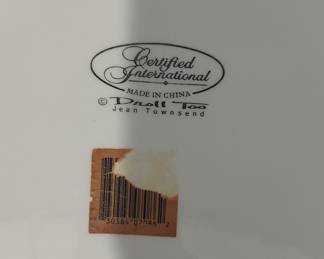 Certified
International
MADE IN CHINA
© Droll Too
Jean Townsend